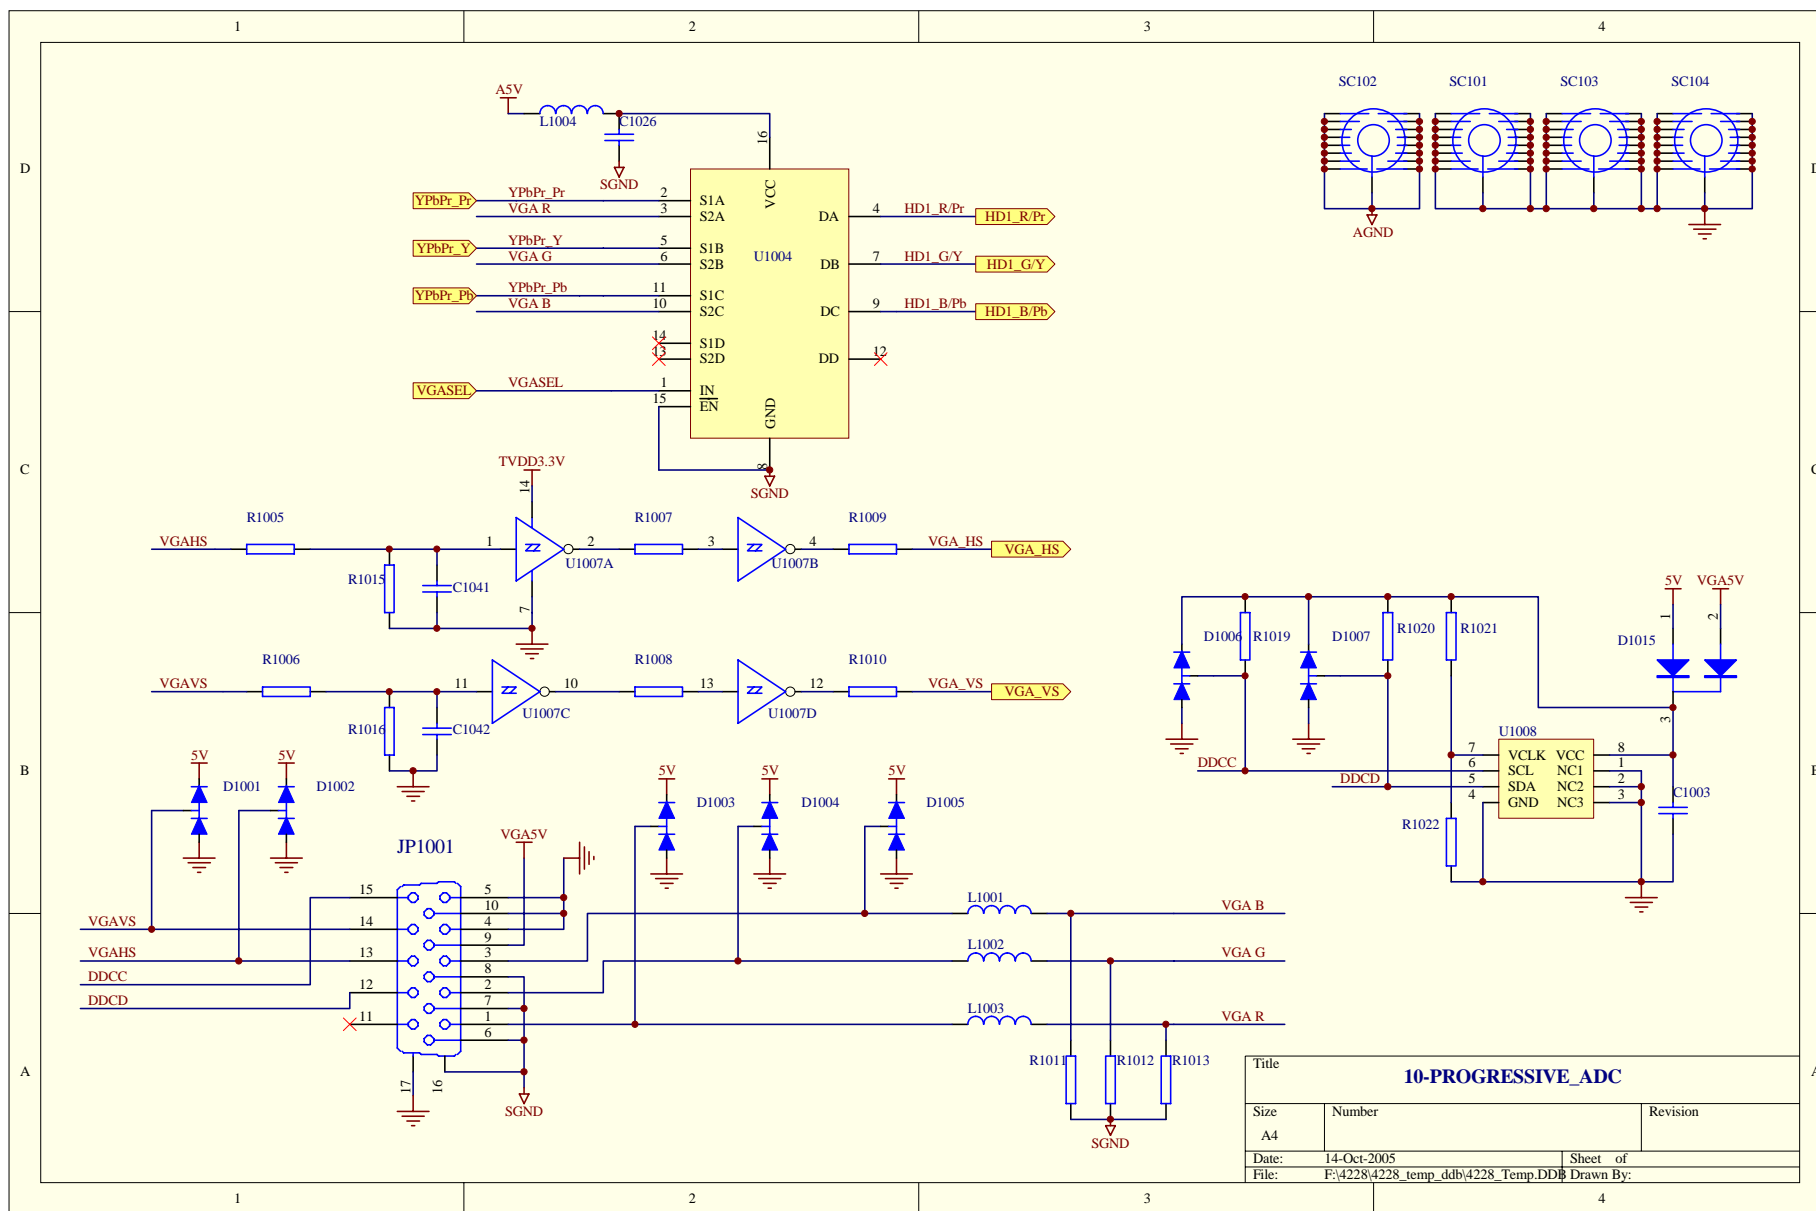 1 2 3 4
SC102 SC101 SC103 SC104
A5V
L1004 C1026
16
D D
SGND
YPbPr_Pr YPbPr_Pr 2 S1A VCC
VGA R 3 S2A DA 4 HD1_R/Pr HD1_R/Pr
AGND
YPbPr_Y YPbPr_Y 5 S1B
VGA G 6 S2B U1004 DB 7 HD1_G/Y HD1_G/Y
YPbPr_Pb YPbPr_Pb 11 S1C
VGA B 10 S2C DC 9 HD1_B/Pb HD1_B/Pb
14 S1D
13 S2D DD 12
VGASEL VGASEL 1 IN
15 EN GND
8
SGND
C C
TVDD3.3V
14
R1005 R1007 R1009
VGAHS 1 2 3 4 VGA_HS VGA_HS
U1007A U1007B
R1015 C1041
7
R1006 R1008 R1010
VGAVS 11 10 13 12 VGA_VS VGA_VS
U1007C U1007D
R1016 C1042
5V VGA5V
1 2
D1006 R1019 D1007 R1020 R1021 D1015
3
U1008
7 VCLK VCC 8
DDCC 6 SCL NC1 1
DDCD 5 SDA NC2 2
4 GND NC3 3
C1003
R1022
B B
5V 5V 5V 5V 5V
D1001 D1002 D1003 D1004 D1005
VGA5V
JP1001
15 5
10
VGAVS 14 4
9
VGAHS 13 3
DDCC 8
12 2
DDCD 7
11 1
6
17 16
SGND
L1001 VGA B
L1002 VGA G
L1003 VGA R
R1011 R1012 R1013
SGND
A A
Title
10-PROGRESSIVE_ADC
Size Number Revision
A4
Date: 14-Oct-2005 Sheet of
File: F:\4228\4228_temp_ddb\4228_Temp.DDB Drawn By:
1 2 3 4